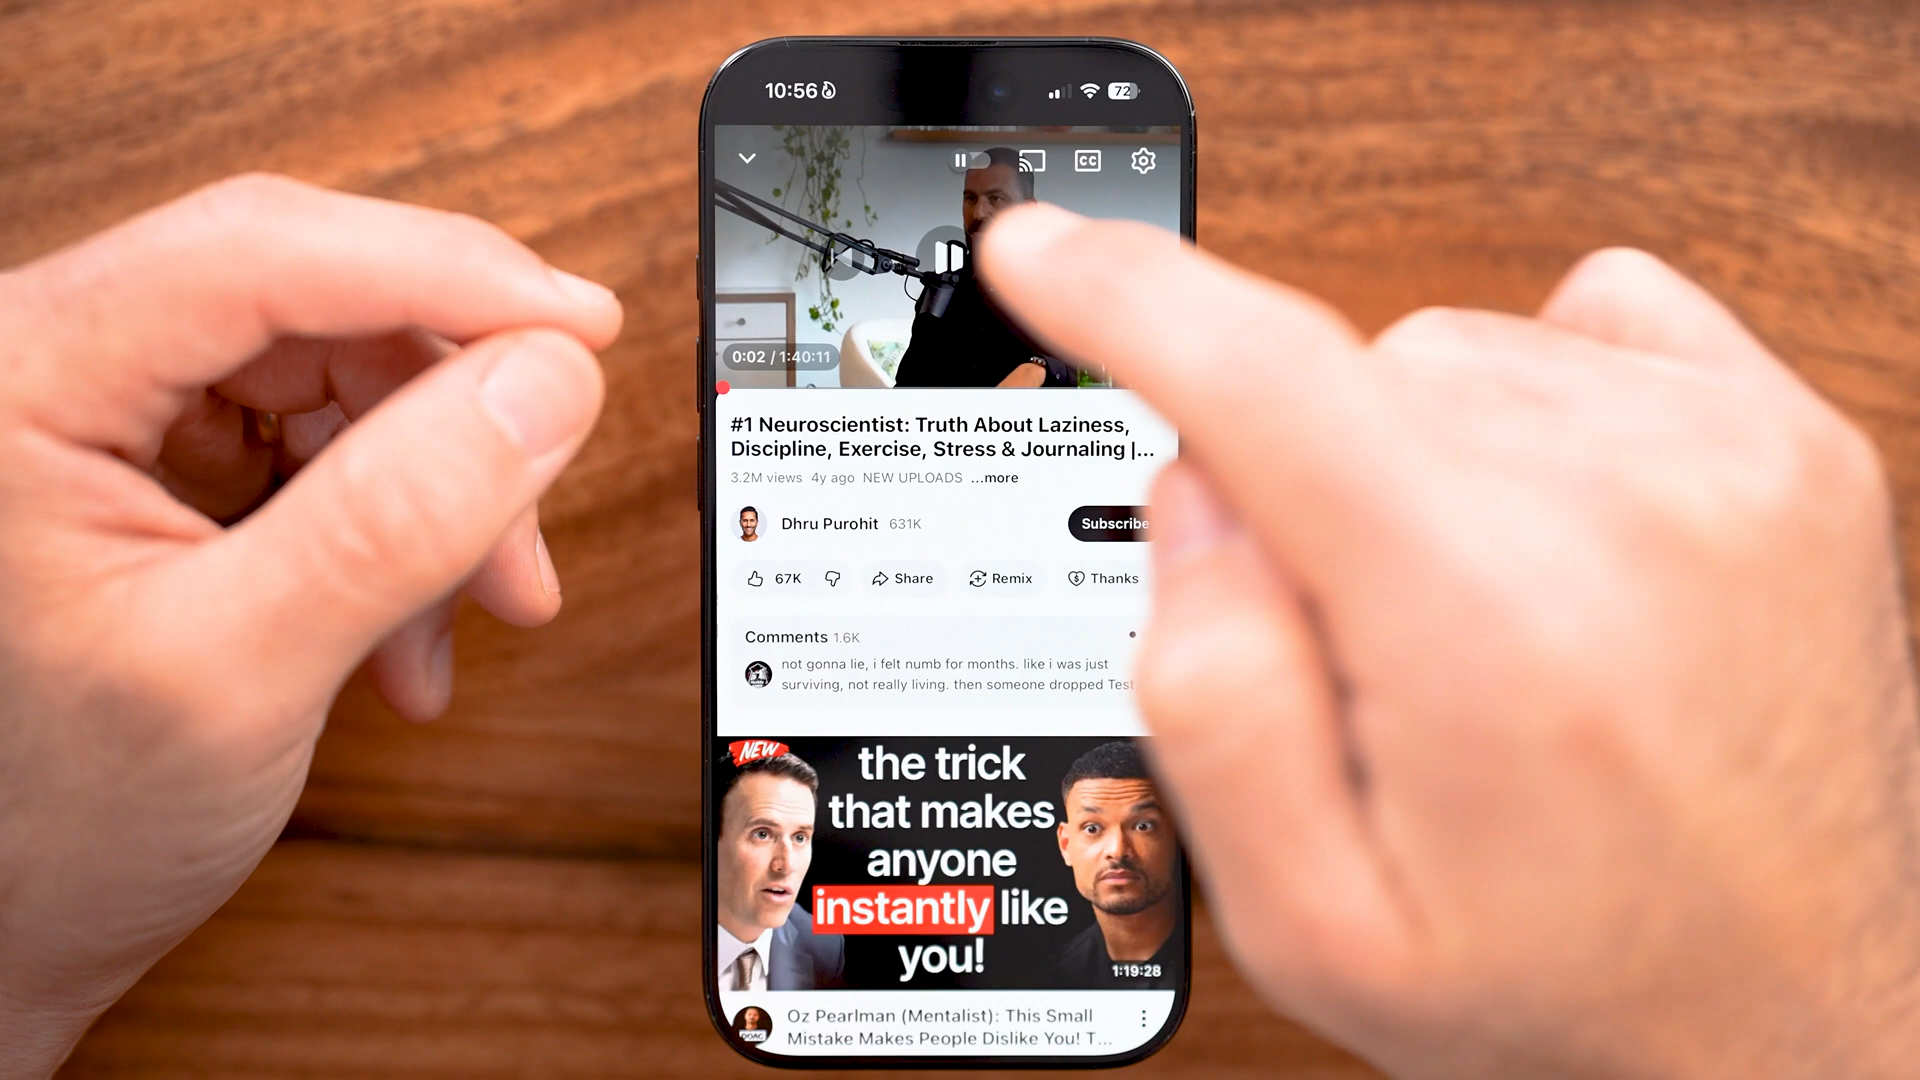 10:56
72
CC
0:02 / 1:40:11
#1 Neuroscientist: Truth About Laziness,
Discipline, Exercise, Stress & Journaling |...
3.2M views 4y ago NEW UPLOADS ...more
Dhru Purohit 631K
Subscribe
67K
Share
Remix
Thanks
Comments 1.6K
not gonna lie, i felt numb for months. like i was just
surviving, not really living. then someone dropped Test
NEW
the trick
that makes
anyone
instantly like
you!
1:19:28
DOAC
Oz Pearlman (Mentalist): This Small
Mistake Makes People Dislike You! T...